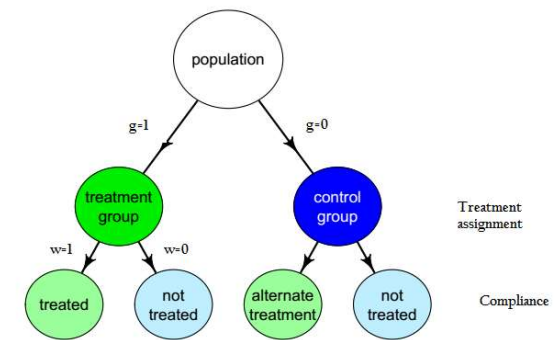 population
g=1
g=0
treatment
group
control
group
Treatment
assignment
w=1
w=0
treated
not
treated
alternate
treatment
not
treated
Compliance